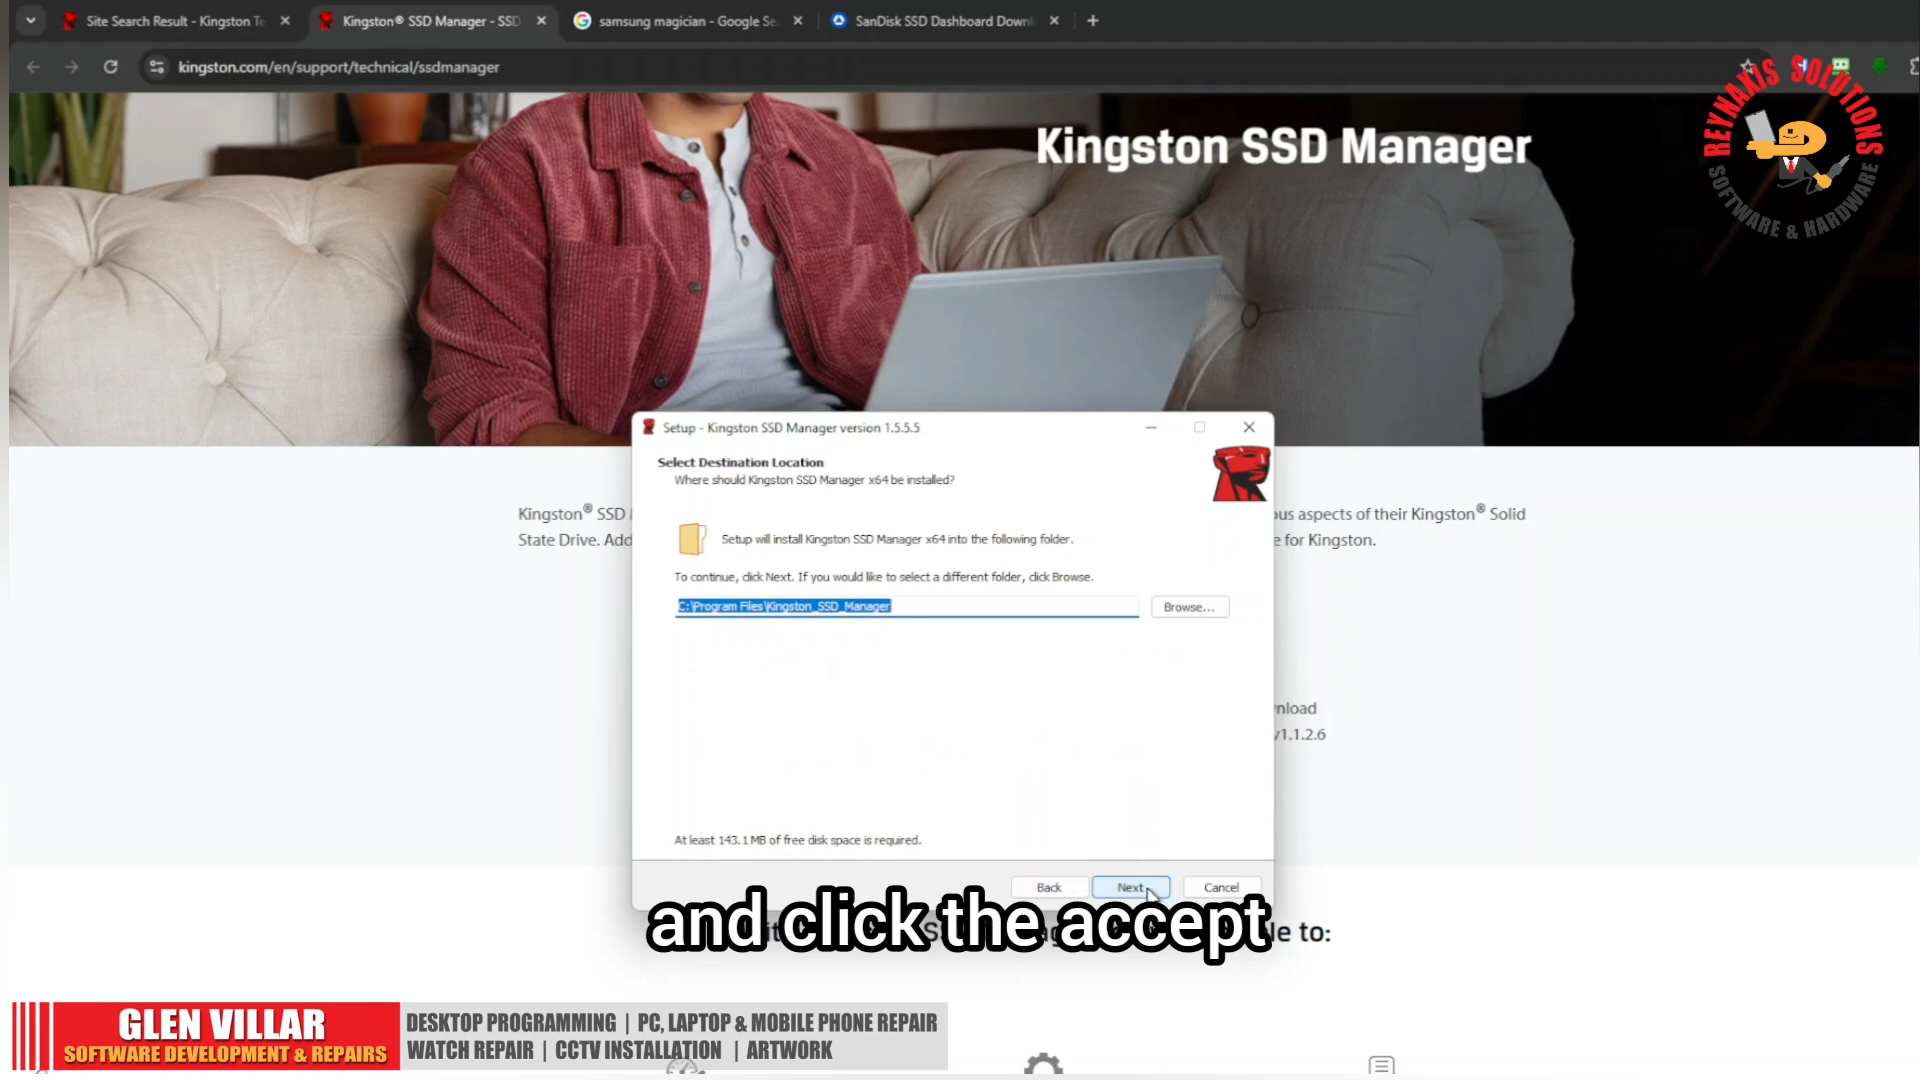 Site Search Result - Kingston Te
Kingston® SSD Manager - SSD
samsung magician - Google Se
SanDisk SSD Dashboard Downl
kingston.com/en/support/technical/ssdmanager
REYNAXIS SOLUTIONS
SOFTWARE & HARDWARE
Kingston SSD Manager
Setup - Kingston SSD Manager version 1.5.5.5
Select Destination Location
Where should Kingston SSD Manager x64 be installed?
Kingston® SSD
ous aspects of their Kingston® Solid
State Drive. Add
e for Kingston.
Setup will install Kingston SSD Manager x64 into the following folder.
To continue, click Next. If you would like to select a different folder, click Browse.
C:\Program Files\Kingston_SSD_Manager
Browse...
nload
v1.1.2.6
At least 143.1 MB of free disk space is required.
Back
Next
Cancel
and click the accept
le to:
GLEN VILLAR
SOFTWARE DEVELOPMENT & REPAIRS
DESKTOP PROGRAMMING | PC, LAPTOP & MOBILE PHONE REPAIR
WATCH REPAIR | CCTV INSTALLATION | ARTWORK